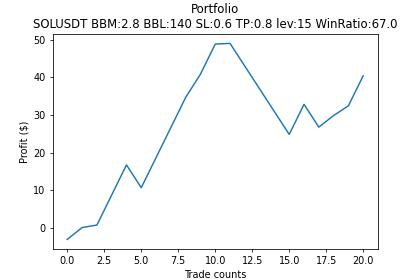 Portfolio
SOLUSDT BBM:2.8 BBL:140 SL:0.6 TP:0.8 lev:15 WinRatio:67.0
50
40
30
20
10
0
Profit ($)
0.0 2.5 5.0 7.5 10.0 12.5 15.0 17.5 20.0
Trade counts